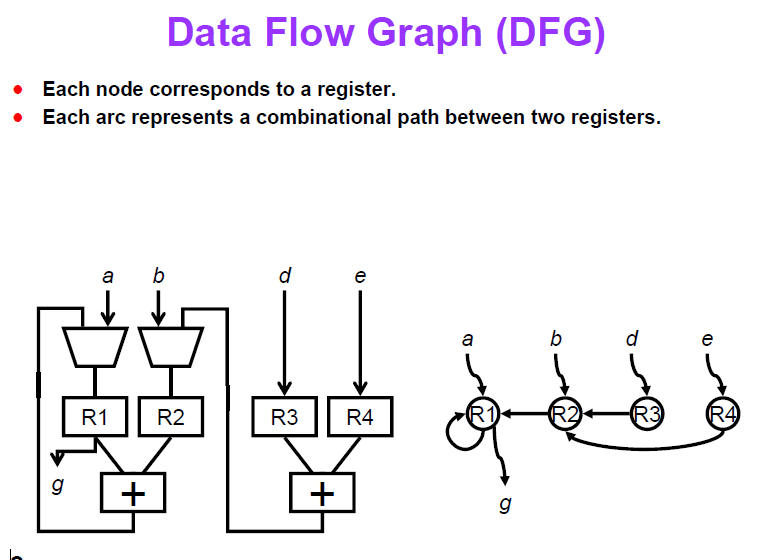 Data Flow Graph (DFG)
Each node corresponds to a register.
Each arc represents a combinational path between two registers.
a b d e
R1 R2 R3 R4
g
+ +
a b d e
R1 R2 R3 R4
g